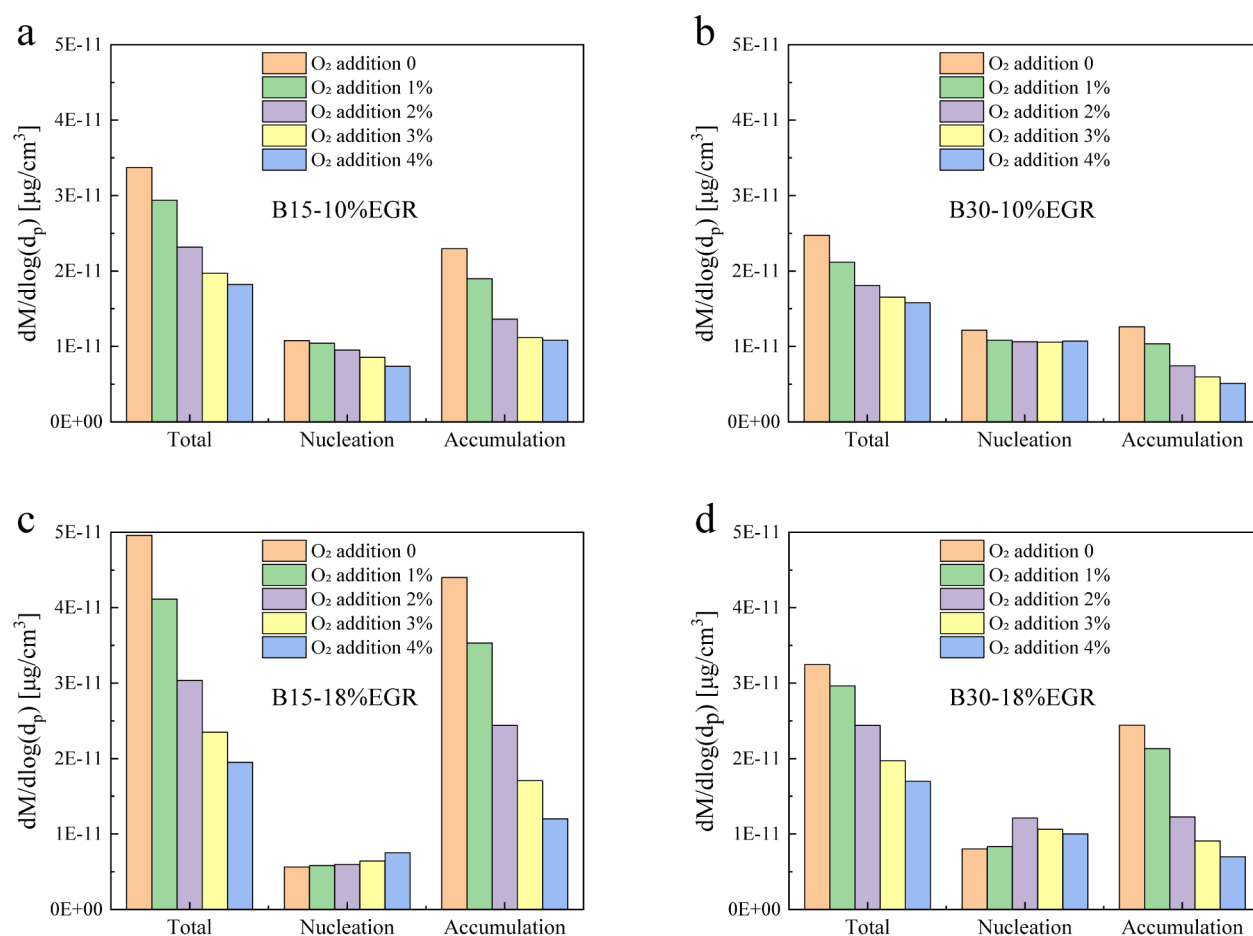 a
5E-11
4E-11
3E-11
2E-11
1E-11
0E+00
dM/dlog(dₚ) [μg/cm³]
O₂ addition 0
O₂ addition 1%
O₂ addition 2%
O₂ addition 3%
O₂ addition 4%
B15-10%EGR
Total Nucleation Accumulation
b
5E-11
4E-11
3E-11
2E-11
1E-11
0E+00
dM/dlog(dₚ) [μg/cm³]
O₂ addition 0
O₂ addition 1%
O₂ addition 2%
O₂ addition 3%
O₂ addition 4%
B30-10%EGR
Total Nucleation Accumulation
c
5E-11
4E-11
3E-11
2E-11
1E-11
0E+00
dM/dlog(dₚ) [μg/cm³]
O₂ addition 0
O₂ addition 1%
O₂ addition 2%
O₂ addition 3%
O₂ addition 4%
B15-18%EGR
Total Nucleation Accumulation
d
5E-11
4E-11
3E-11
2E-11
1E-11
0E+00
dM/dlog(dp) [μg/cm³]
O₂ addition 0
O₂ addition 1%
O₂ addition 2%
O₂ addition 3%
O₂ addition 4%
B30-18%EGR
Total Nucleation Accumulation